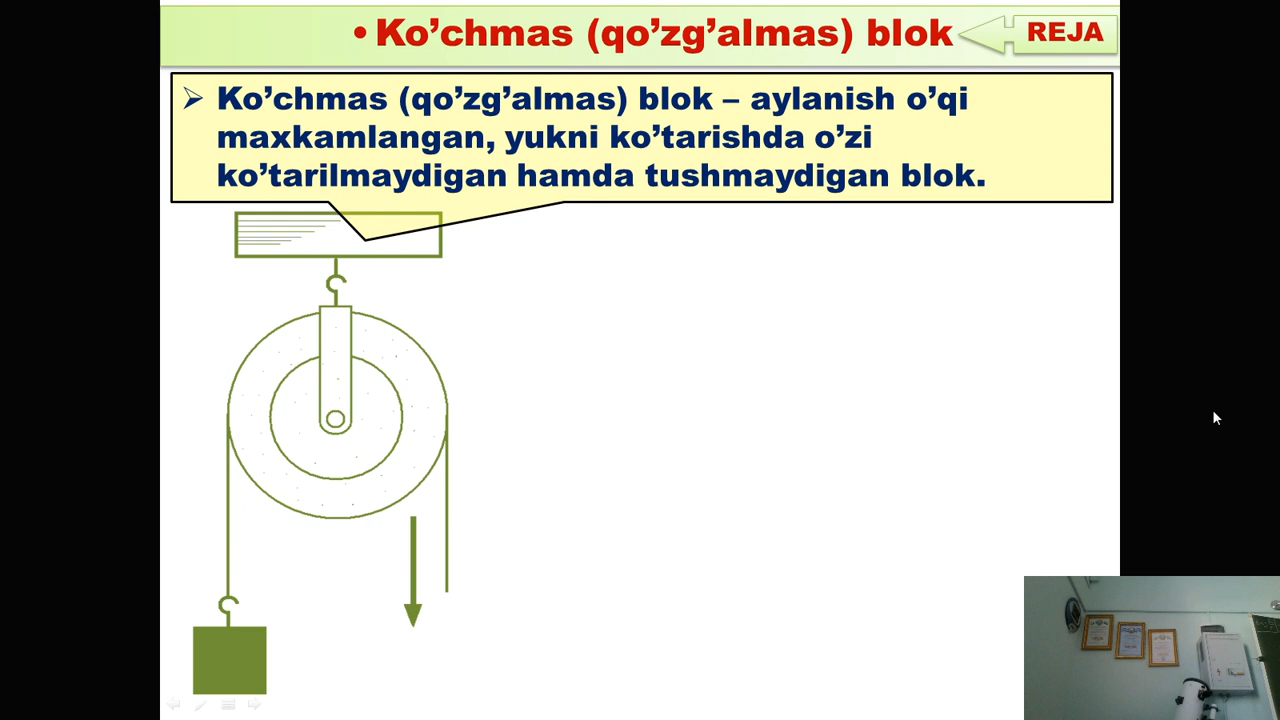 • Ko’chmas (qo’zg’almas) blok
REJA
➢ Ko’chmas (qo’zg’almas) blok – aylanish o’qi
maxkamlangan, yukni ko’tarishda o’zi
ko’tarilmaydigan hamda tushmaydigan blok.